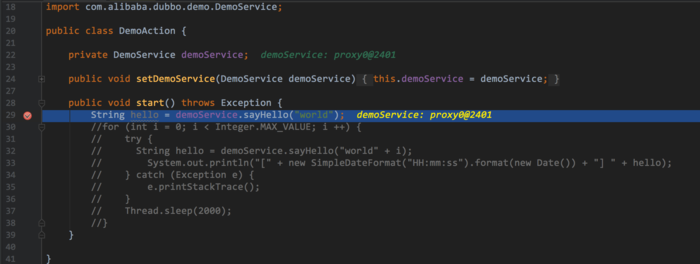 18 import com.alibaba.dubbo.demo.DemoService;
19
20 public class DemoAction {
21
22 private DemoService demoService; demoService: proxy0@2401
23
24 public void setDemoService(DemoService demoService) { this.demoService = demoService; }
27
28 public void start() throws Exception {
29 String hello = demoService.sayHello("world"); demoService: proxy0@2401
30 //for (int i = 0; i < Integer.MAX_VALUE; i ++) {
31 // try {
32 // String hello = demoService.sayHello("world" + i);
33 // System.out.println("[" + new SimpleDateFormat("HH:mm:ss").format(new Date()) + "] " + hello);
34 // } catch (Exception e) {
35 // e.printStackTrace();
36 // }
37 // Thread.sleep(2000);
38 //}
39 }
40
41 }